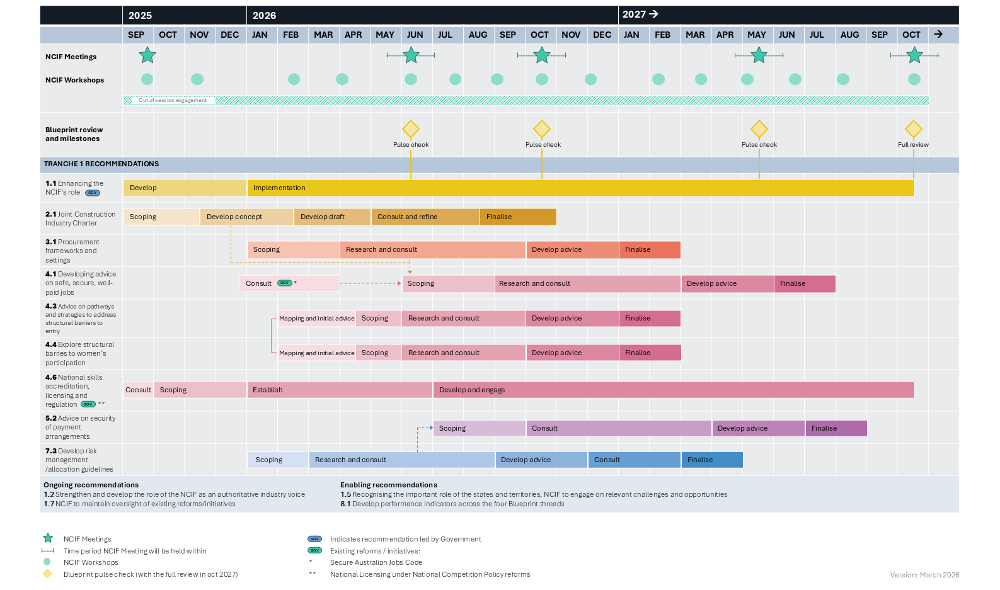 2025 2026 2027 →
SEP OCT NOV DEC JAN FEB MAR APR MAY JUN JUL AUG SEP OCT NOV DEC JAN FEB MAR APR MAY JUN JUL AUG SEP OCT →
NCIF Meetings
NCIF Workshops
Out of session engagement
Blueprint review
and milestones
Pulse check Pulse check Pulse check Full review
TRANCHE 1 RECOMMENDATIONS
1.1 Enhancing the
NCIF's role GOV
Develop Implementation
2.1 Joint Construction
Industry Charter
Scoping Develop concept Develop draft Consult and refine Finalise
3.1 Procurement
frameworks and
settings
Scoping Research and consult Develop advice Finalise
4.1 Developing advice
on safe, secure, well-
paid jobs
Consult GOV * Scoping Research and consult Develop advice Finalise
4.3 Advice on pathways
and strategies to address
structural barriers to
entry
Mapping and initial advice Scoping Research and consult Develop advice Finalise
4.4 Explore structural
barries to women's
participation
Mapping and initial advice Scoping Research and consult Develop advice Finalise
4.6 National skills
accreditation,
licensing and
regulation GOV **
Consult Scoping Establish Develop and engage
5.2 Advice on security
of payment
arrangements
Scoping Consult Develop advice Finalise
7.3 Develop risk
management
/allocation guidelines
Scoping Research and consult Develop advice Consult Finalise
Ongoing recommendations
1.2 Strengthen and develop the role of the NCIF as an authoritative industry voice
1.7 NCIF to maintain oversight of existing reforms/initiatives
Enabling recommendations
1.5 Recognising the important role of the states and territories, NCIF to engage on relevant challenges and opportunities
8.1 Develop performance indicators across the four Blueprint threads
NCIF Meetings
Time period NCIF Meeting will be held within
NCIF Workshops
Blueprint pulse check (with the full review in oct 2027)
GOV Indicates recommendation led by Government
GOV Existing reforms / initiatives:
* Secure Australian Jobs Code
** National Licensing under National Competition Policy reforms
Version: March 2026